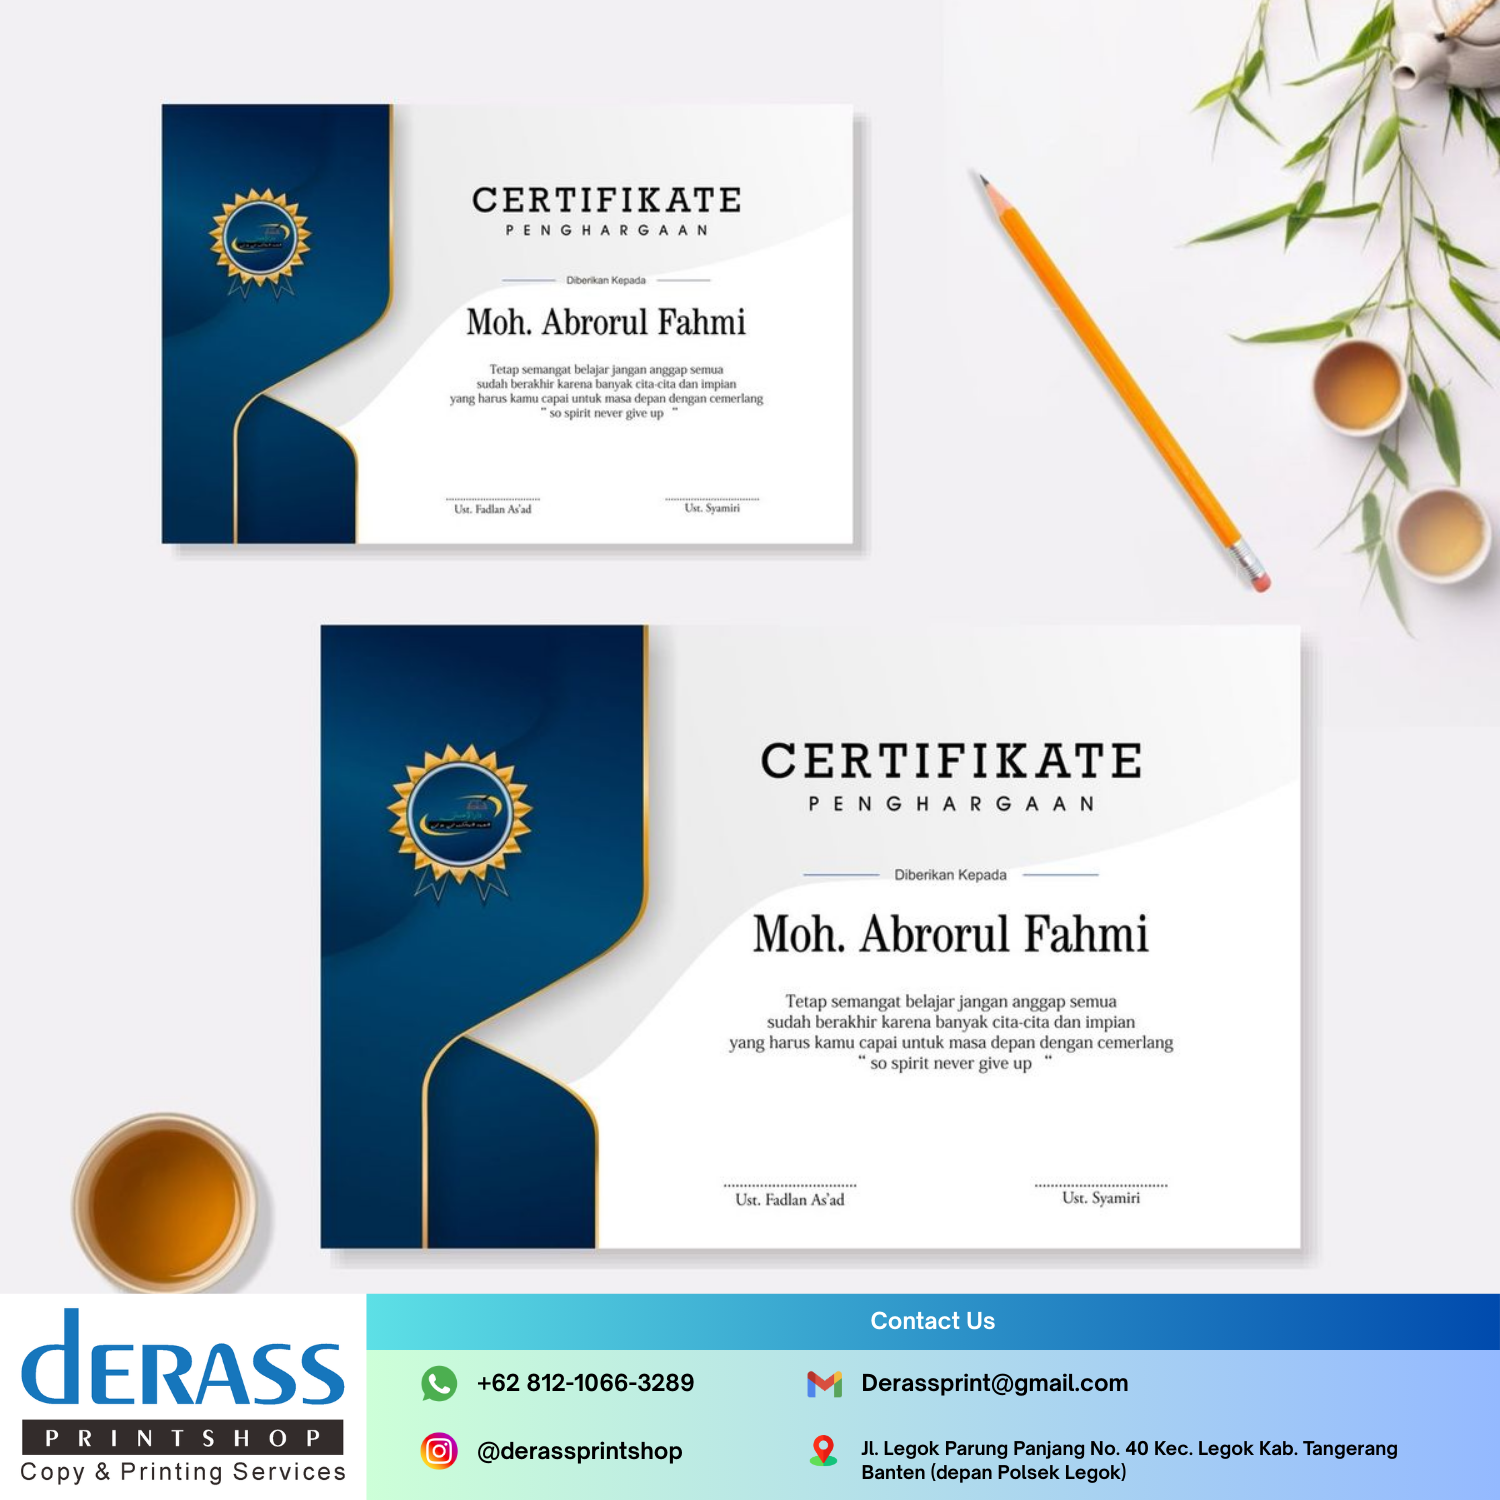 CERTIFIKATE
PENGHARGAAN
Diberikan Kepada
Moh. Abrorul Fahmi
Tetap semangat belajar jangan anggap semua
sudah berakhir karena banyak cita-cita dan impian
yang harus kamu capai untuk masa depan dengan cemerlang
“ so spirit never give up “
Ust. Fadlan As'ad
Ust. Syamiri
CERTIFIKATE
PENGHARGAAN
Diberikan Kepada
Moh. Abrorul Fahmi
Tetap semangat belajar jangan anggap semua
sudah berakhir karena banyak cita-cita dan impian
yang harus kamu capai untuk masa depan dengan cemerlang
“ so spirit never give up “
Ust. Fadlan As'ad
Ust. Syamiri
dERASS
PRINTSHOP
Copy & Printing Services
Contact Us
+62 812-1066-3289
Derassprint@gmail.com
@derassprintshop
Jl. Legok Parung Panjang No. 40 Kec. Legok Kab. Tangerang
Banten (depan Polsek Legok)